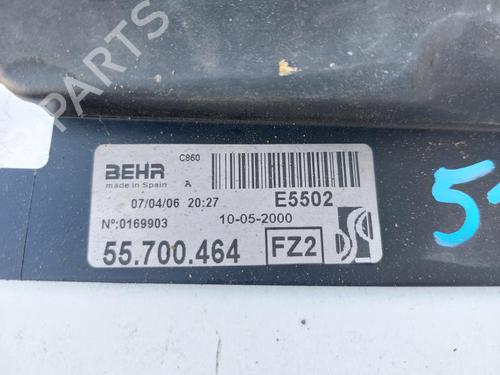 PARTS
C860
BEHR
made in Spain A
07/04/06 20:27 E5502
Nº:0169903 10-05-2000
55.700.464 FZ2